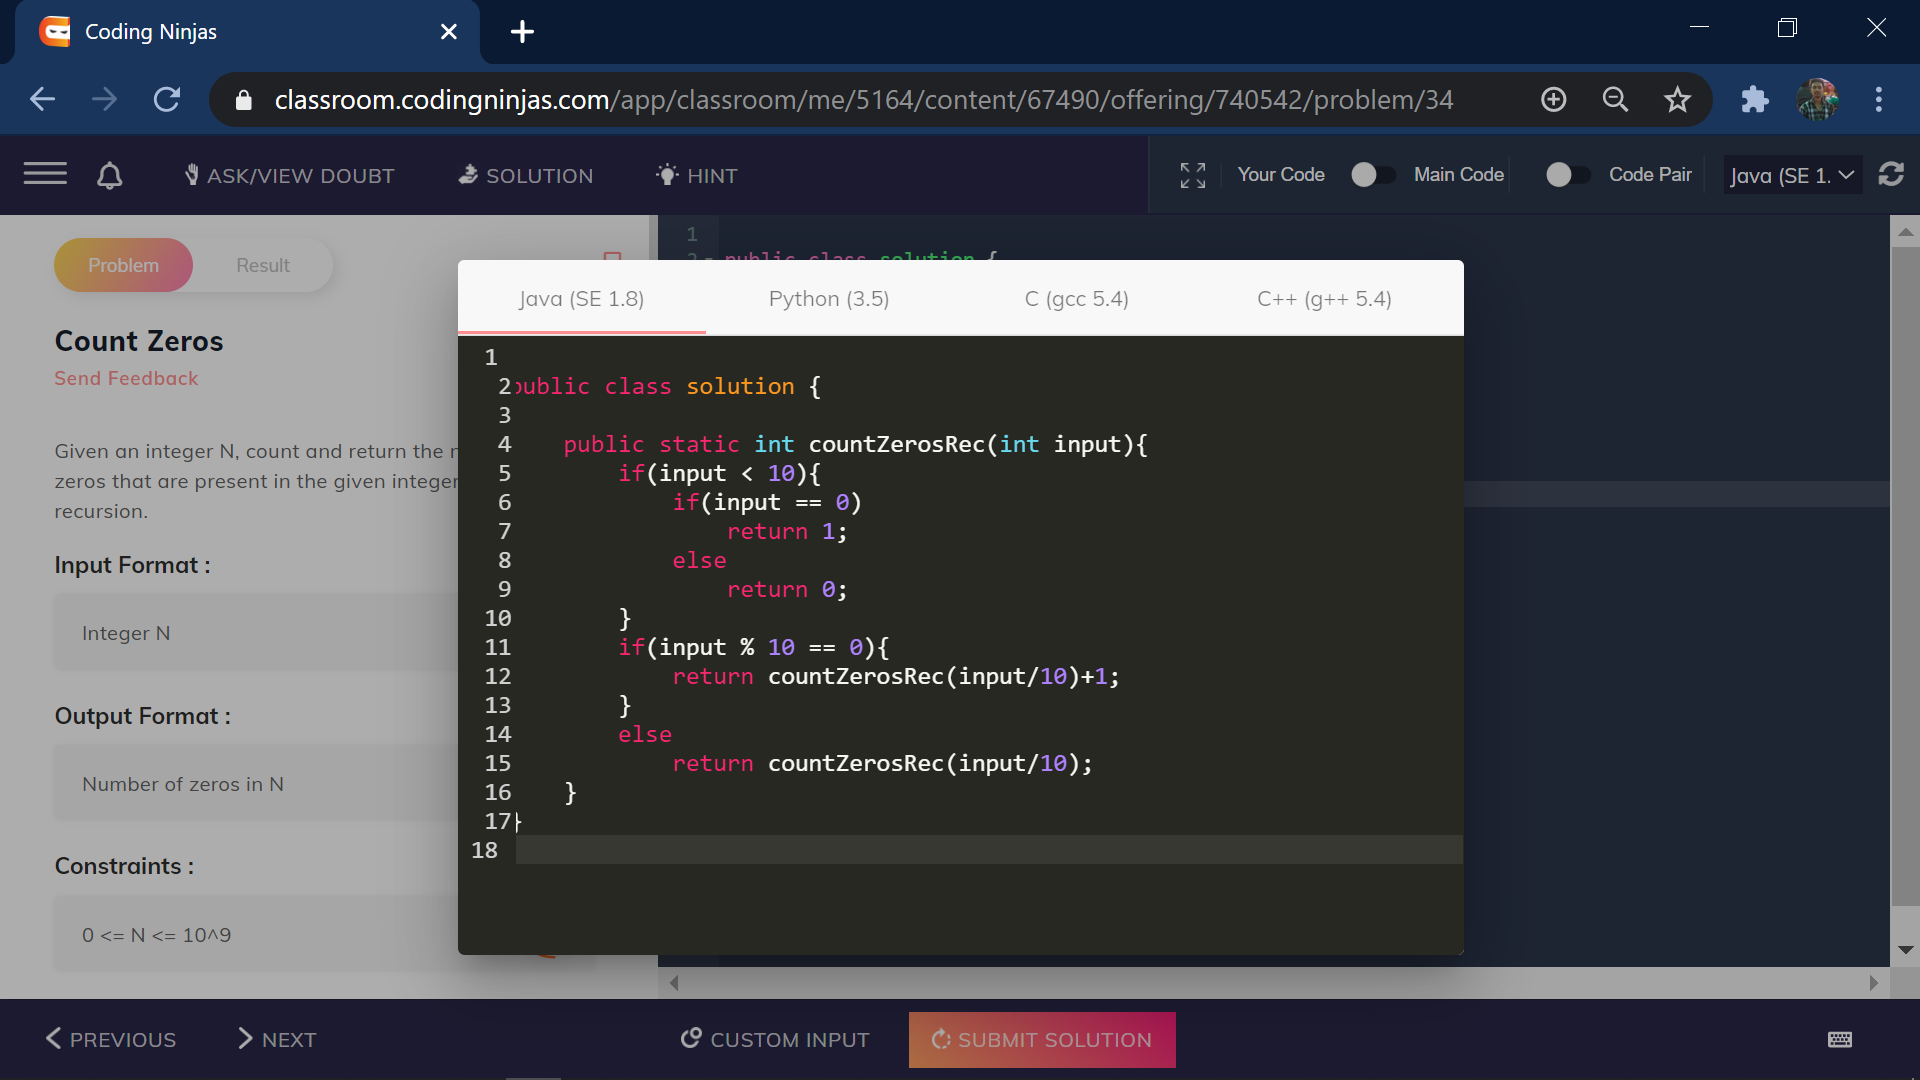 Coding Ninjas
classroom.codingninjas.com/app/classroom/me/5164/content/67490/offering/740542/problem/34
ASK/VIEW DOUBT
SOLUTION
HINT
Your Code
Main Code
Code Pair
Java (SE 1.
Problem
Result
1
2 public class solution {
Count Zeros
Send Feedback
Given an integer N, count and return the
zeros that are present in the given integer
recursion.
Input Format :
Integer N
Output Format :
Number of zeros in N
Constraints :
0 <= N <= 10^9
Java (SE 1.8)
Python (3.5)
C (gcc 5.4)
C++ (g++ 5.4)
1
2 public class solution {
3
4 public static int countZerosRec(int input){
5 if(input < 10){
6 if(input == 0)
7 return 1;
8 else
9 return 0;
10 }
11 if(input % 10 == 0){
12 return countZerosRec(input/10)+1;
13 }
14 else
15 return countZerosRec(input/10);
16 }
17 }
18
PREVIOUS
NEXT
CUSTOM INPUT
SUBMIT SOLUTION